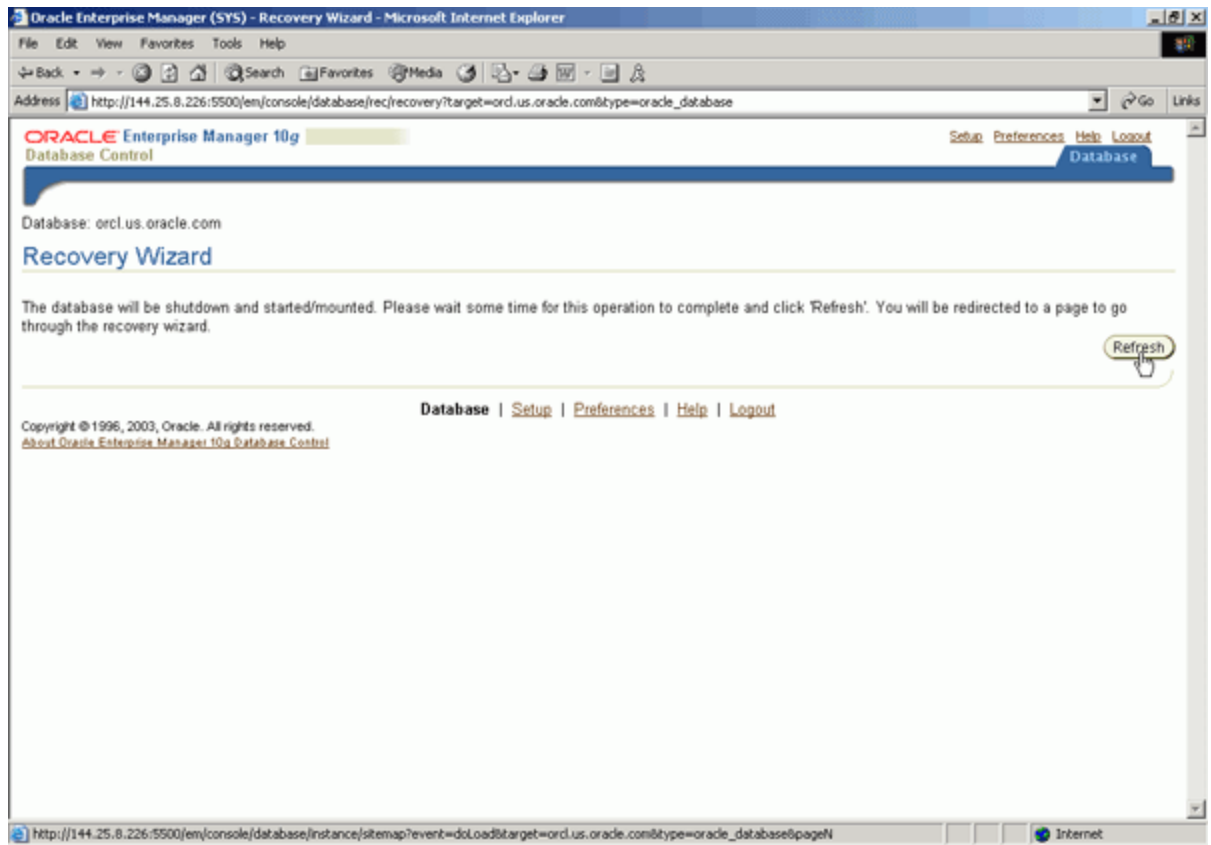 Oracle Enterprise Manager (SYS) - Recovery Wizard - Microsoft Internet Explorer
File Edit View Favorites Tools Help
Back Search Favorites Media
Address http://144.25.8.226:5500/em/console/database/rec/recovery?target=orcl.us.oracle.com&type=oracle_database Go Links
ORACLE Enterprise Manager 10g
Setup Preferences Help Logout
Database Control
Database
Database: orcl.us.oracle.com
Recovery Wizard
The database will be shutdown and started/mounted. Please wait some time for this operation to complete and click 'Refresh'. You will be redirected to a page to go
through the recovery wizard.
Refresh
Database | Setup | Preferences | Help | Logout
Copyright © 1996, 2003, Oracle. All rights reserved.
About Oracle Enterprise Manager 10g Database Control
http://144.25.8.226:5500/em/console/database/instance/sitemap?event=doLoad&target=orcl.us.oracle.com&type=oracle_database&pageN Internet